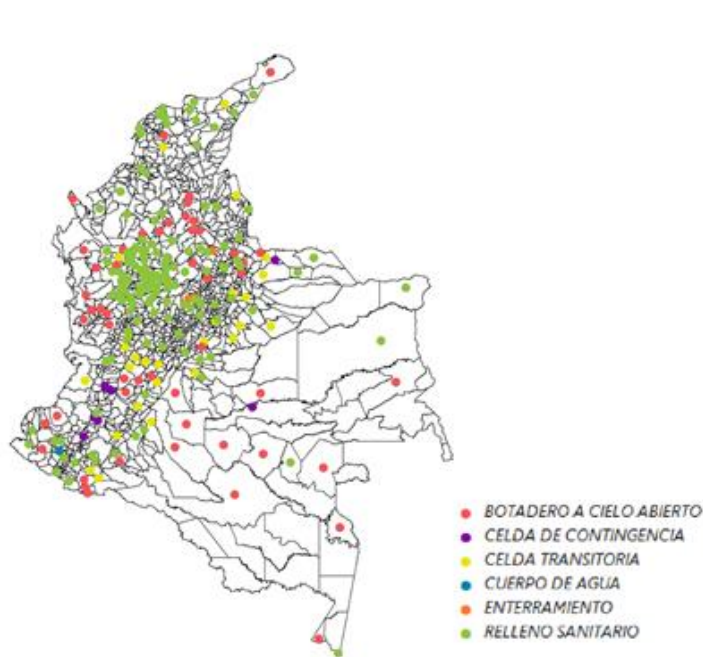 BOTADERO A CIELO ABIERTO
CELDA DE CONTINGENCIA
CELDA TRANSITORIA
CUERPO DE AGUA
ENTERRAMIENTO
RELLENO SANITARIO